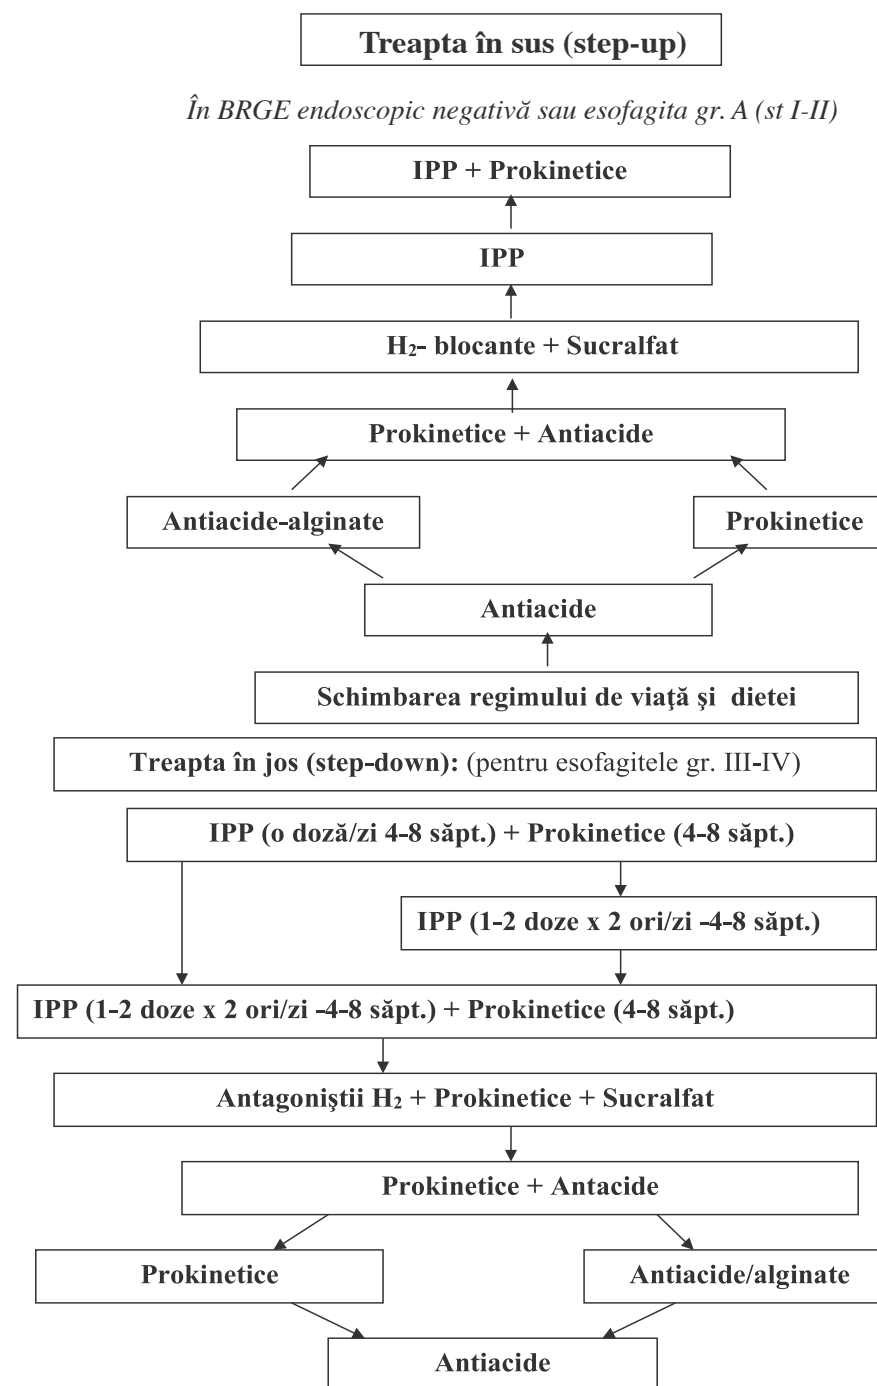 Treapta în sus (step-up)
În BRGE endoscopic negativă sau esofagita gr. A (st I-II)
IPP + Prokinetice
IPP
H₂- blocante + Sucralfat
Prokinetice + Antiacide
Antiacide-alginate
Prokinetice
Antiacide
Schimbarea regimului de viaţă şi dietei
Treapta în jos (step-down): (pentru esofagitele gr. III-IV)
IPP (o doză/zi 4-8 săpt.) + Prokinetice (4-8 săpt.)
IPP (1-2 doze x 2 ori/zi -4-8 săpt.)
IPP (1-2 doze x 2 ori/zi -4-8 săpt.) + Prokinetice (4-8 săpt.)
Antagoniştii H₂ + Prokinetice + Sucralfat
Prokinetice + Antacide
Prokinetice
Antiacide/alginate
Antiacide